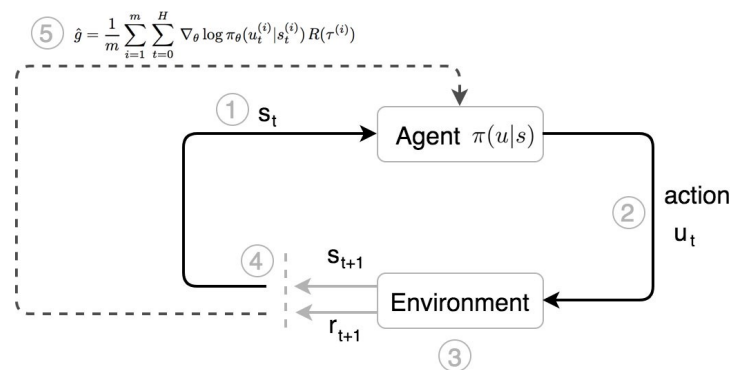 ⑤ ĝ = 1/m ∑_{i=1}^{m} ∑_{t=0}^{H} ∇_θ log π_θ(u_t^{(i)}|s_t^{(i)}) R(τ^{(i)})
① s_t
Agent π(u|s)
② action
u_t
④ s_{t+1}
Environment
r_{t+1}
③